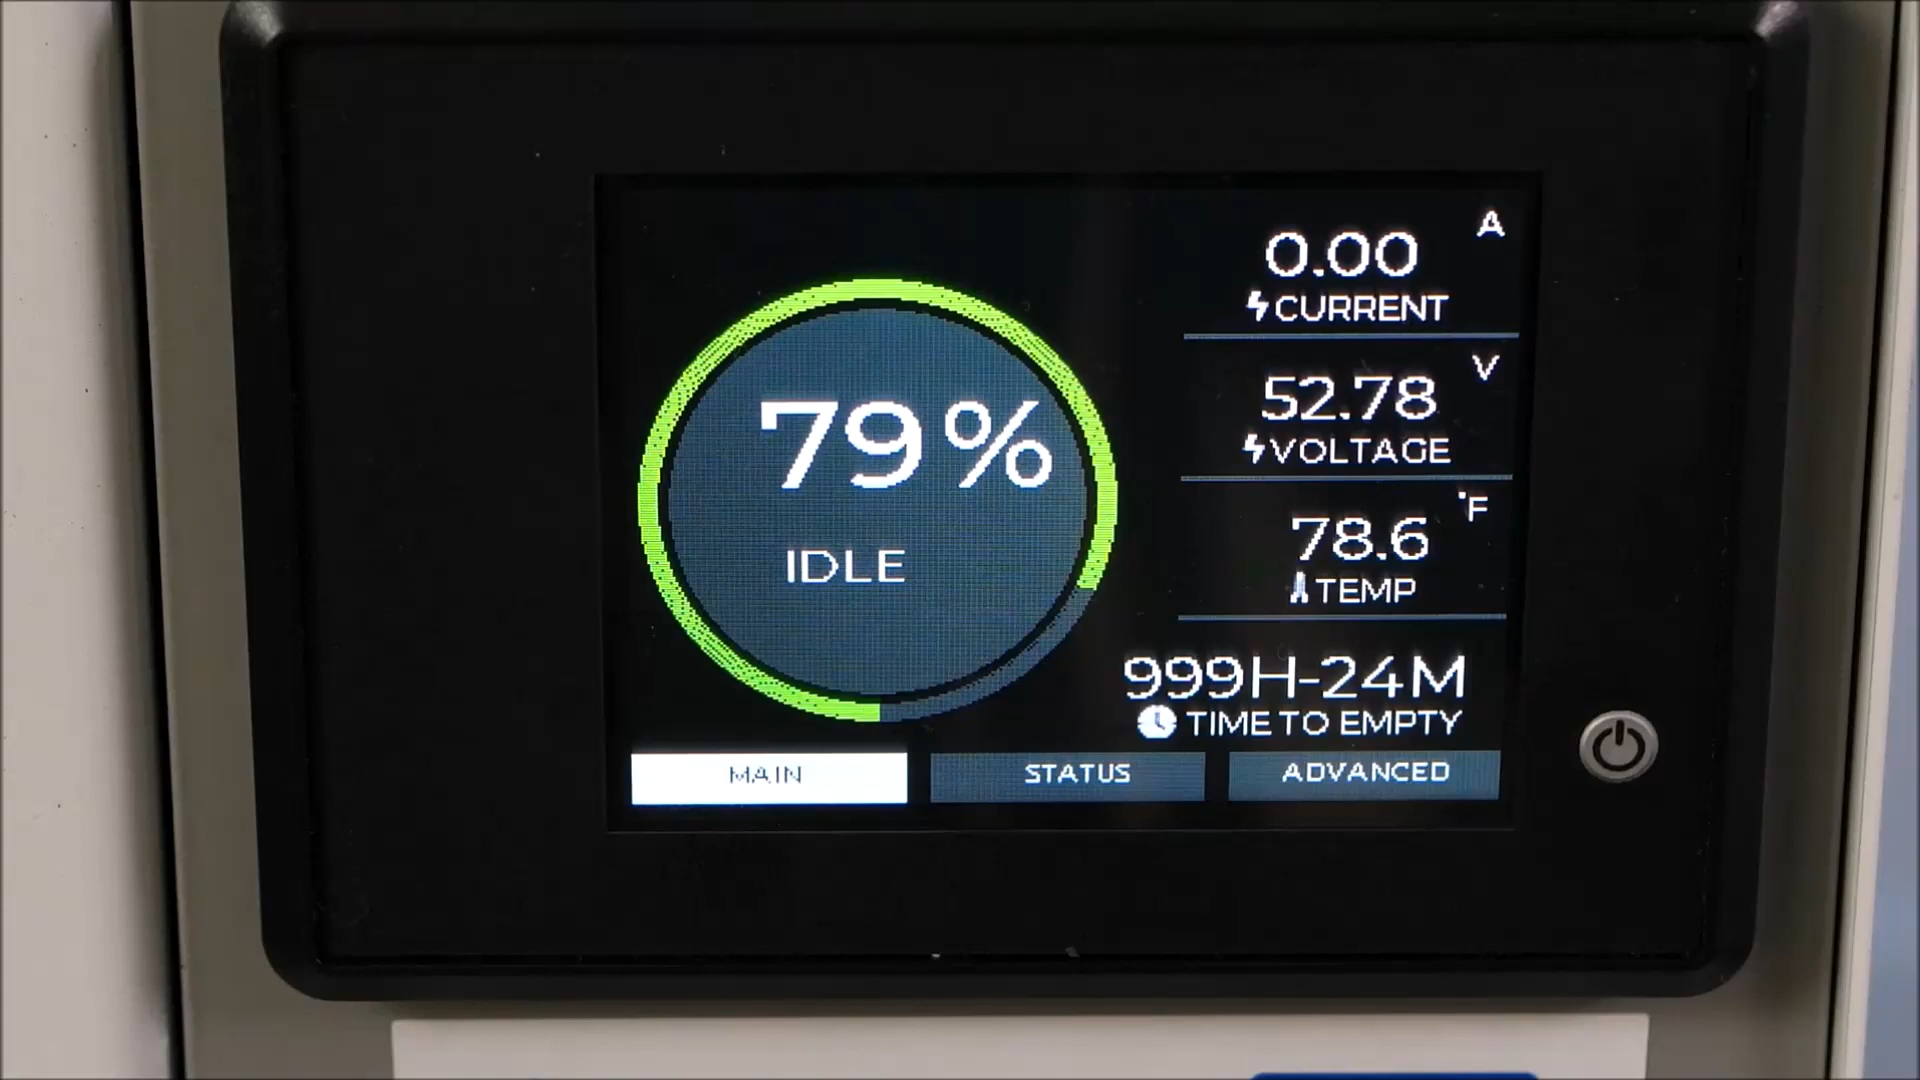 79%
IDLE
A
0.00
CURRENT
V
52.78
VOLTAGE
°F
78.6
TEMP
999H-24M
TIME TO EMPTY
MAIN
STATUS
ADVANCED